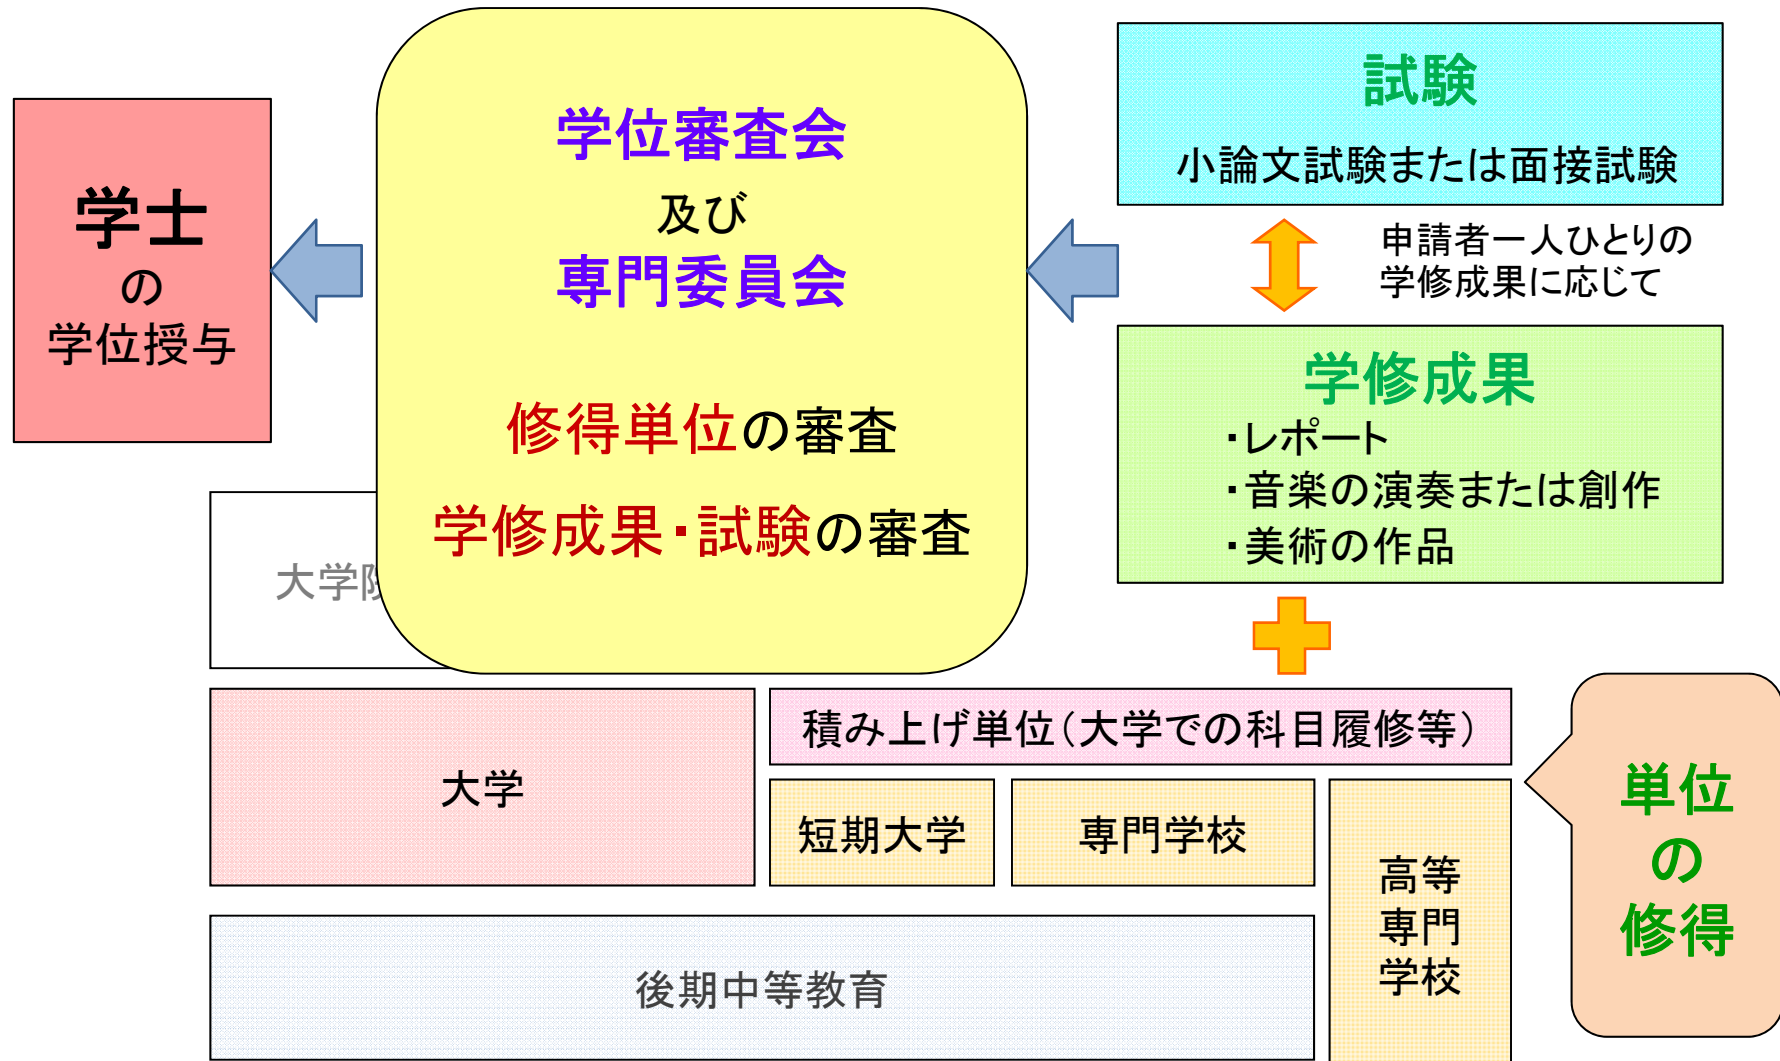 学士
の
学位授与
学位審査会
及び
専門委員会
修得単位の審査
学修成果・試験の審査
試験
小論文試験または面接試験
申請者一人ひとりの
学修成果に応じて
学修成果
・レポート
・音楽の演奏または創作
・美術の作品
大学院
大学
積み上げ単位（大学での科目履修等）
短期大学
専門学校
高等
専門
学校
後期中等教育
単位
の
修得